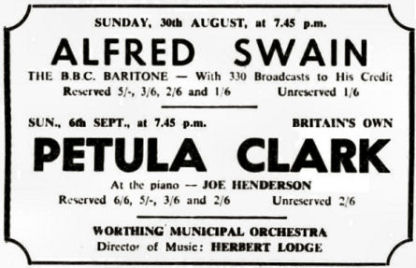 SUNDAY, 30th AUGUST, at 7.45 p.m.
ALFRED SWAIN
THE B.B.C. BARITONE — With 330 Broadcasts to His Credit
Reserved 5/-, 3/6, 2/6 and 1/6 Unreserved 1/6
SUN., 6th SEPT., at 7.45 p.m. BRITAIN'S OWN
PETULA CLARK
At the piano — JOE HENDERSON
Reserved 6/6, 5/-, 3/6 and 2/6 Unreserved 2/6
WORTHING MUNICIPAL ORCHESTRA
Director of Music: HERBERT LODGE